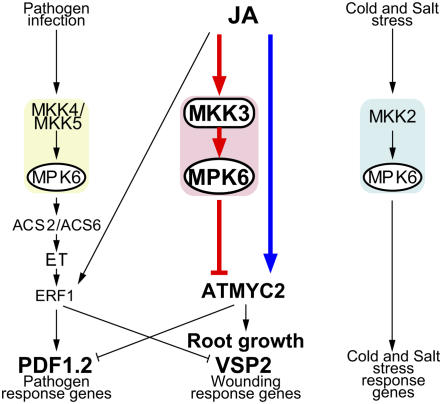 Pathogen
infection
JA
Cold and Salt
stress
MKK4/
MKK5
MKK3
MKK2
MPK6
MPK6
MPK6
ACS2/ACS6
ET
ERF1
ATMYC2
Root growth
PDF1.2
Pathogen
response genes
VSP2
Wounding
response genes
Cold and Salt
stress
response
genes